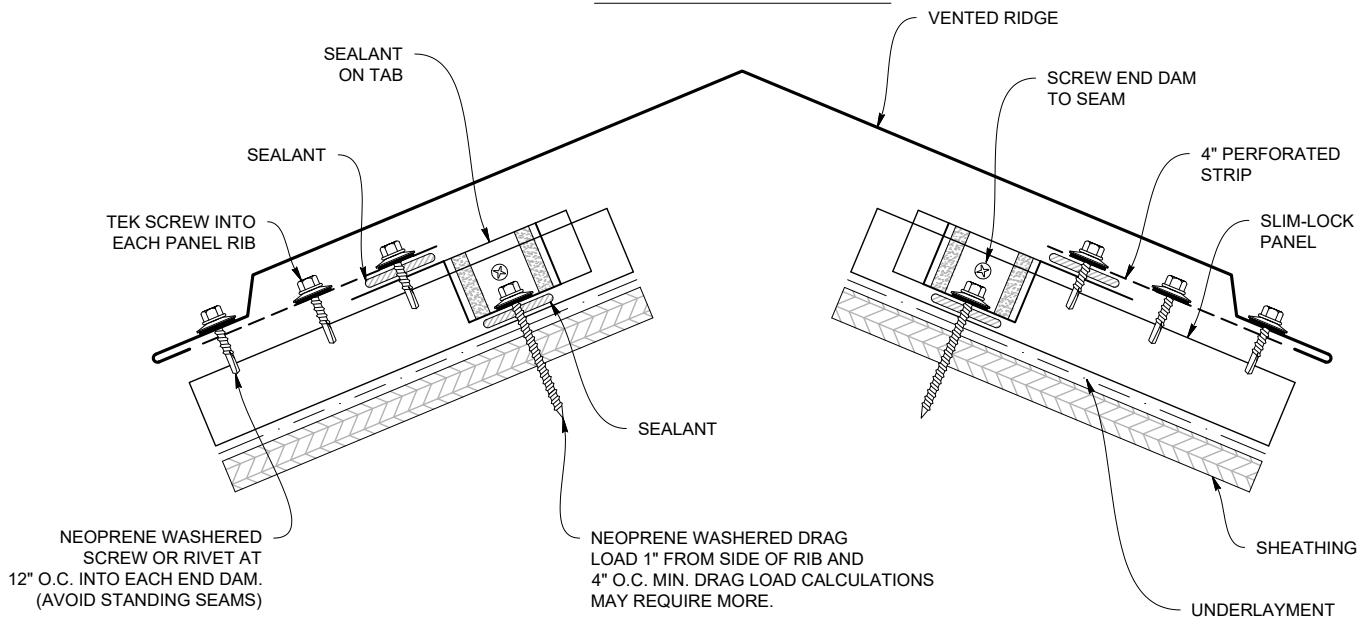 VENTED RIDGE
SEALANT
ON TAB
SCREW END DAM
TO SEAM
SEALANT
4" PERFORATED
STRIP
TEK SCREW INTO
EACH PANEL RIB
SLIM-LOCK
PANEL
SEALANT
NEOPRENE WASHERED
SCREW OR RIVET AT
12" O.C. INTO EACH END DAM.
(AVOID STANDING SEAMS)
NEOPRENE WASHERED DRAG
LOAD 1" FROM SIDE OF RIB AND
4" O.C. MIN. DRAG LOAD CALCULATIONS
MAY REQUIRE MORE.
SHEATHING
UNDERLAYMENT